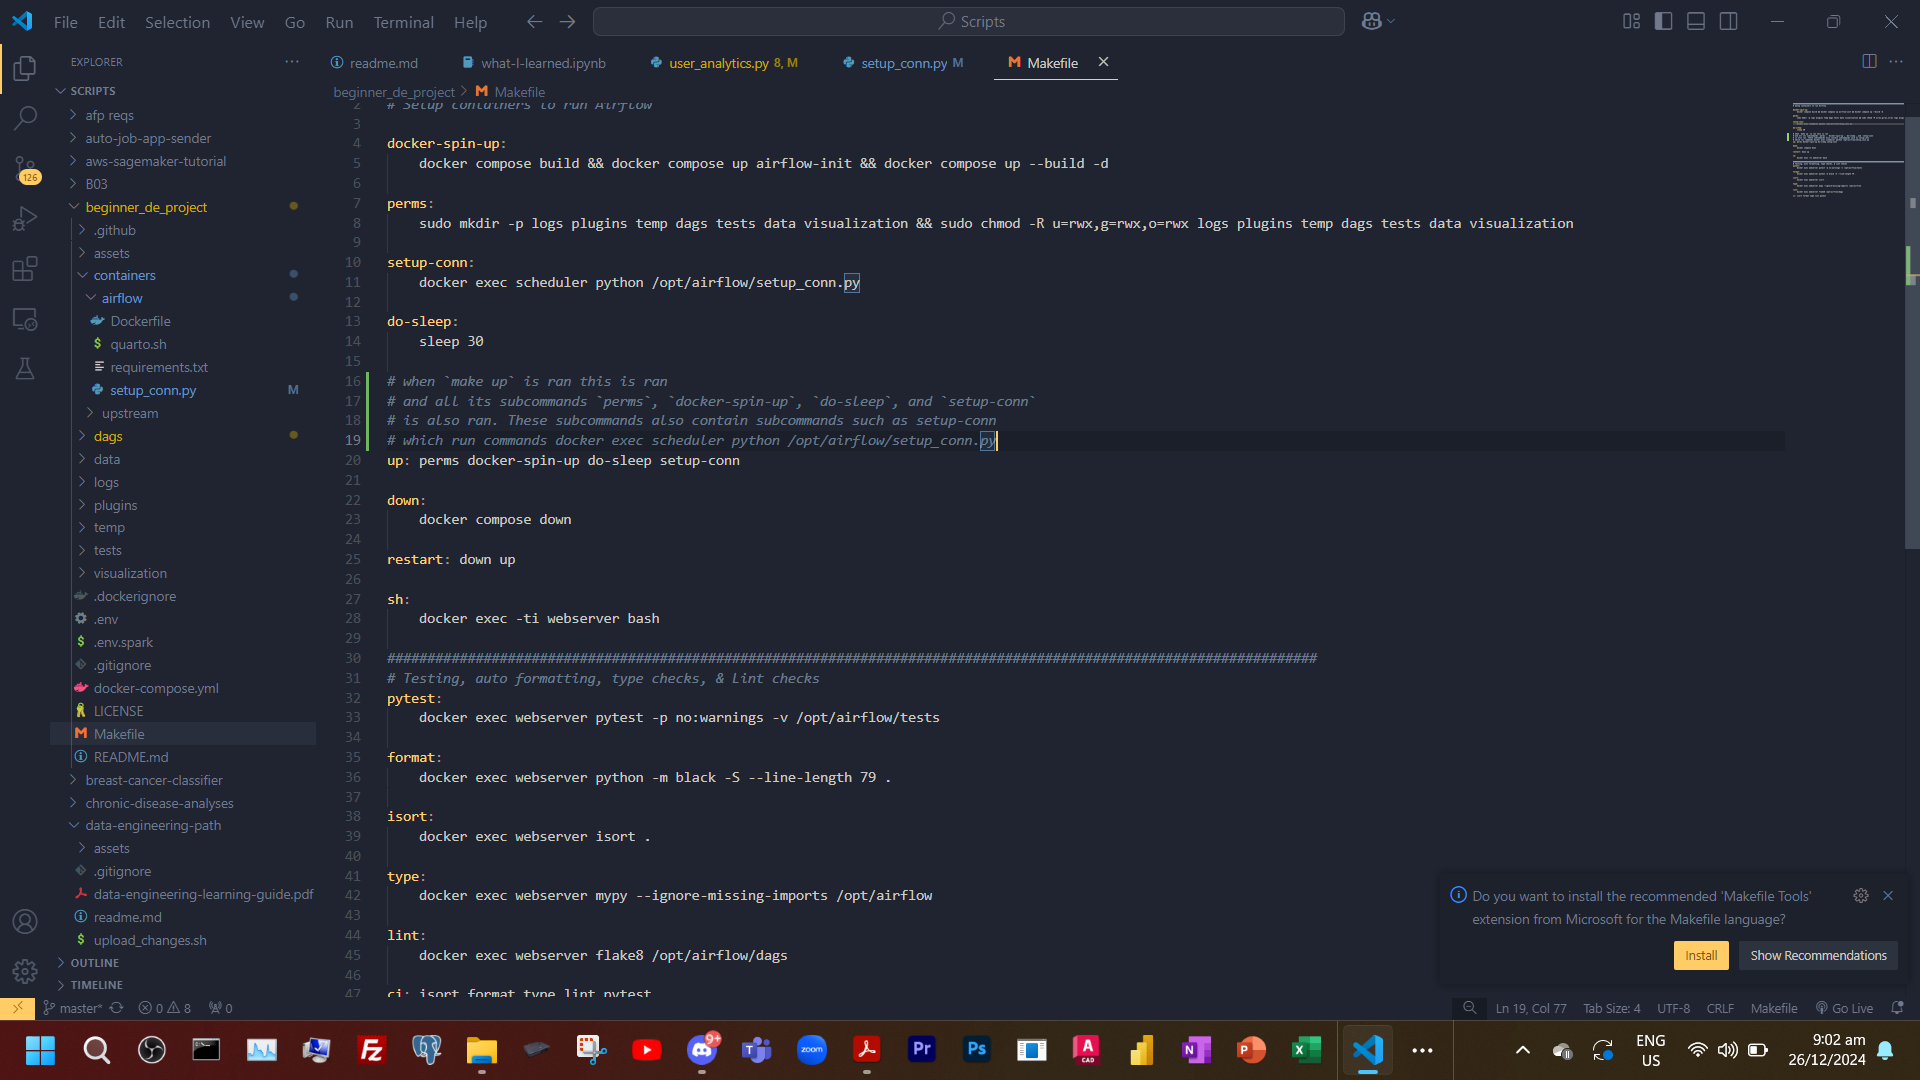 File Edit Selection View Go Run Terminal Help
Scripts
EXPLORER
readme.md
what-I-learned.ipynb
user_analytics.py 8, M
setup_conn.py M
Makefile
beginner_de_project > Makefile
SCRIPTS
afp reqs
auto-job-app-sender
aws-sagemaker-tutorial
B03
beginner_de_project
.github
assets
containers
airflow
Dockerfile
quarto.sh
requirements.txt
setup_conn.py M
upstream
dags
data
logs
plugins
temp
tests
visualization
.dockerignore
.env
.env.spark
.gitignore
docker-compose.yml
LICENSE
Makefile
README.md
breast-cancer-classifier
chronic-disease-analyses
data-engineering-path
assets
.gitignore
data-engineering-learning-guide.pdf
readme.md
upload_changes.sh
OUTLINE
TIMELINE
126
2 # Setup containers to run Airflow
3
4 docker-spin-up:
5 docker compose build && docker compose up airflow-init && docker compose up --build -d
6
7 perms:
8 sudo mkdir -p logs plugins temp dags tests data visualization && sudo chmod -R u=rwx,g=rwx,o=rwx logs plugins temp dags tests data visualization
9
10 setup-conn:
11 docker exec scheduler python /opt/airflow/setup_conn.py
12
13 do-sleep:
14 sleep 30
15
16 # when `make up` is ran this is ran
17 # and all its subcommands `perms`, `docker-spin-up`, `do-sleep`, and `setup-conn`
18 # is also ran. These subcommands also contain subcommands such as setup-conn
19 # which run commands docker exec scheduler python /opt/airflow/setup_conn.py
20 up: perms docker-spin-up do-sleep setup-conn
21
22 down:
23 docker compose down
24
25 restart: down up
26
27 sh:
28 docker exec -ti webserver bash
29
30 ####################################################################################################################
31 # Testing, auto formatting, type checks, & Lint checks
32 pytest:
33 docker exec webserver pytest -p no:warnings -v /opt/airflow/tests
34
35 format:
36 docker exec webserver python -m black -S --line-length 79 .
37
38 isort:
39 docker exec webserver isort .
40
41 type:
42 docker exec webserver mypy --ignore-missing-imports /opt/airflow
43
44 lint:
45 docker exec webserver flake8 /opt/airflow/dags
46
47 ci: isort format type lint pytest
Do you want to install the recommended 'Makefile Tools'
extension from Microsoft for the Makefile language?
Install
Show Recommendations
master* 0 8 0
Ln 19, Col 77 Tab Size: 4 UTF-8 CRLF Makefile Go Live
Fz
9+
T
zoom
Pr
Ps
A CAD
N
P
X
ENG
US
9:02 am
26/12/2024